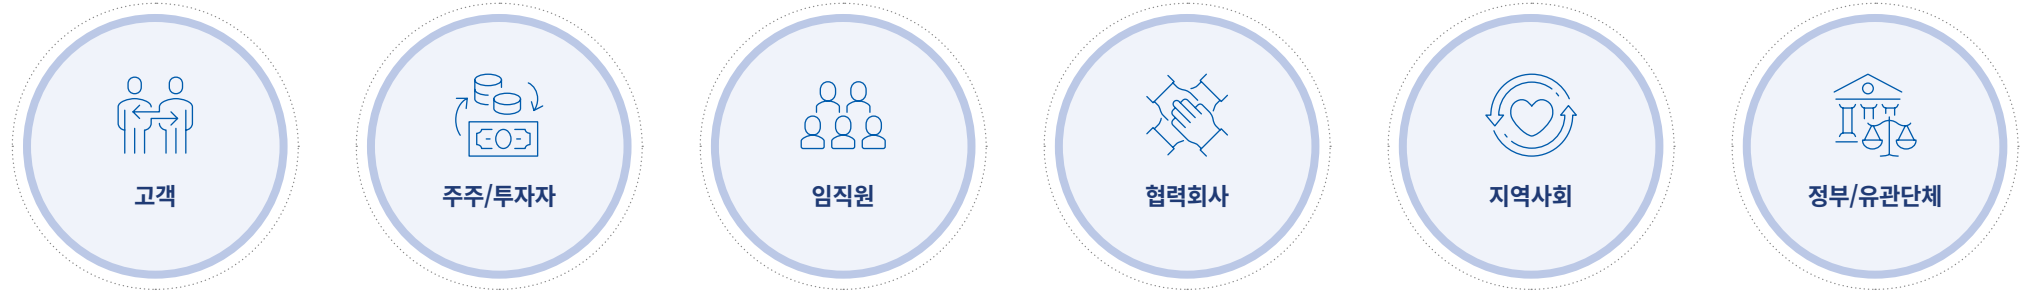 고객
주주/투자자
임직원
협력회사
지역사회
정부/유관단체